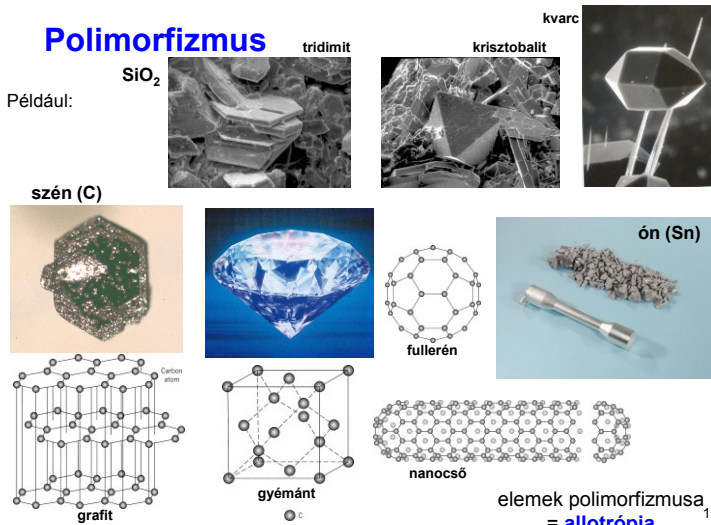 Polimorfizmus
SiO2
tridimit
krisztobalit
kvarc
Például:
szén (C)
ón (Sn)
fullerén
Carbon
atom
grafit
gyémánt
C
nanocső
elemek polimorfizmusa
= allotrópia
1